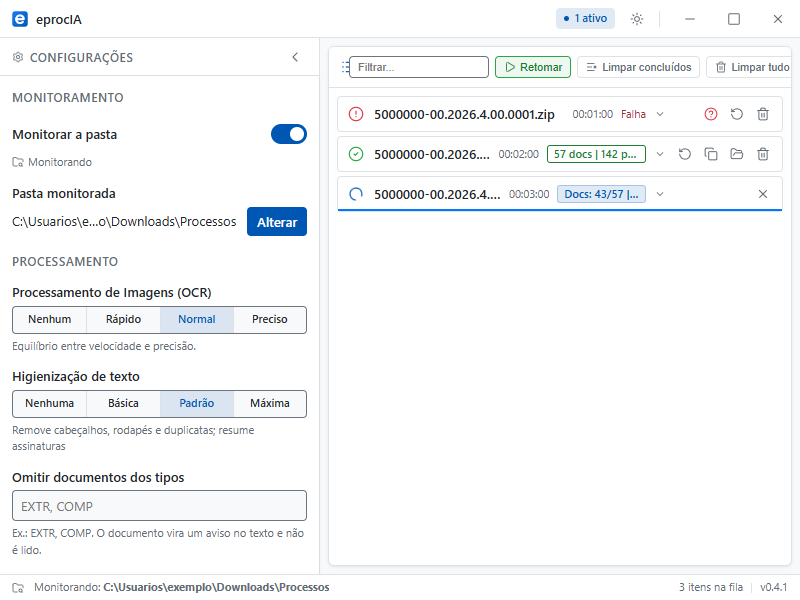 eprocIA
1 ativo
CONFIGURAÇÕES
MONITORAMENTO
Monitorar a pasta
Monitorando
Pasta monitorada
C:\Usuarios\e...o\Downloads\Processos
Alterar
PROCESSAMENTO
Processamento de Imagens (OCR)
Nenhum Rápido Normal Preciso
Equilíbrio entre velocidade e precisão.
Higienização de texto
Nenhuma Básica Padrão Máxima
Remove cabeçalhos, rodapés e duplicatas; resume
assinaturas
Omitir documentos dos tipos
EXTR, COMP
Ex.: EXTR, COMP. O documento vira um aviso no texto e não
é lido.
Filtrar... Retomar Limpar concluídos Limpar tudo
5000000-00.2026.4.00.0001.zip 00:01:00 Falha
5000000-00.2026.... 00:02:00 57 docs | 142 p...
5000000-00.2026.4.... 00:03:00 Docs: 43/57 |...
Monitorando: C:\Usuarios\exemplo\Downloads\Processos
3 itens na fila v0.4.1